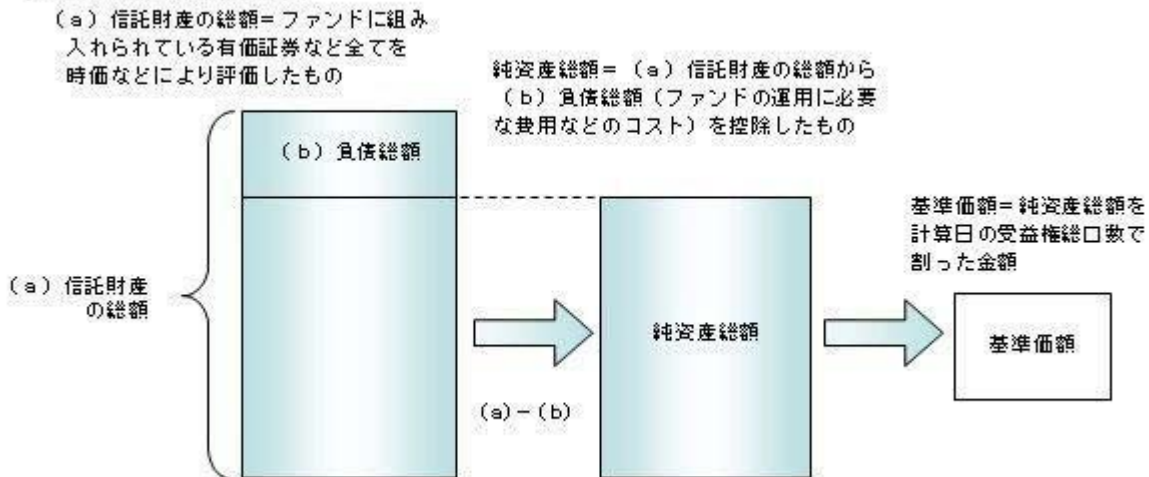 (a)信託財産の総額=ファンドに組み
入れられている有価証券など全てを
時価などにより評価したもの
純資産総額=(a)信託財産の総額から
(b)負債総額(ファンドの運用に必要
な費用などのコスト)を控除したもの
(b)負債総額
基準価額=純資産総額を
計算日の受益権総口数で
割った金額
(a)信託財産
の総額
純資産総額
基準価額
(a)-(b)